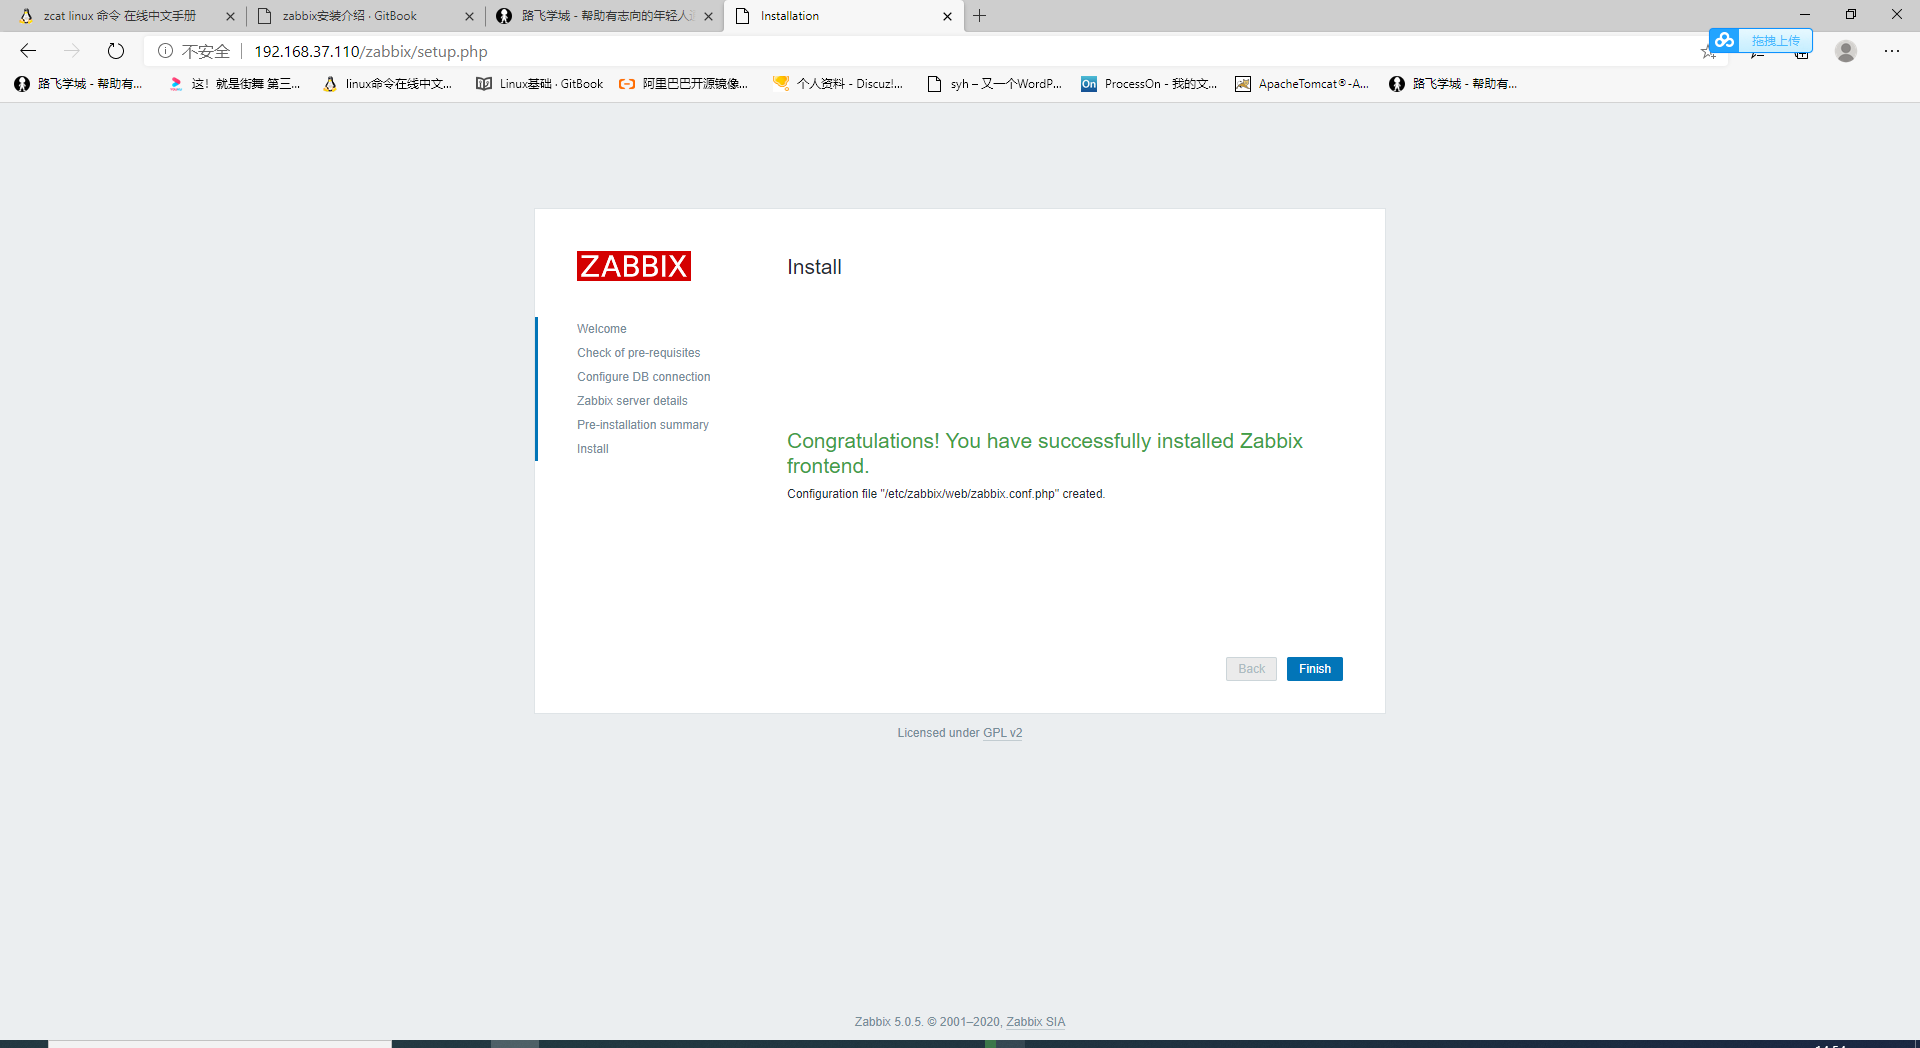 zcat linux 命令 在线中文手册
zabbix安装介绍 · GitBook
路飞学城 - 帮助有志向的年轻人
Installation
不安全
192.168.37.110/zabbix/setup.php
拖拽上传
路飞学城 - 帮助有...
这！就是街舞 第三...
linux命令在线中文...
Linux基础 · GitBook
阿里巴巴开源镜像...
个人资料 - Discuz!...
syh – 又一个WordP...
On
ProcessOn - 我的文...
ApacheTomcat®-A...
路飞学城 - 帮助有...
ZABBIX
Install
Welcome
Check of pre-requisites
Configure DB connection
Zabbix server details
Pre-installation summary
Install
Congratulations! You have successfully installed Zabbix
frontend.
Configuration file "/etc/zabbix/web/zabbix.conf.php" created.
Back
Finish
Licensed under GPL v2
Zabbix 5.0.5. © 2001–2020, Zabbix SIA